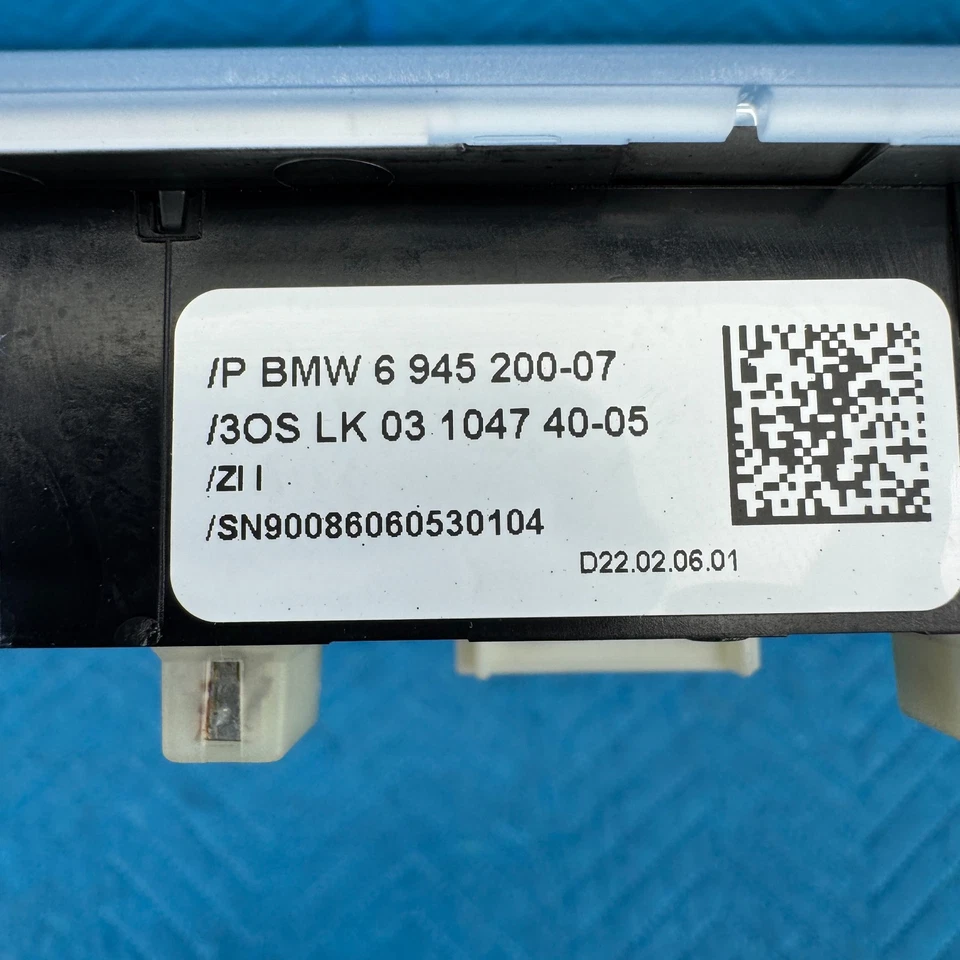 /P BMW 6 945 200-07
/3OS LK 03 1047 40-05
/ZI I
/SN90086060530104
D22.02.06.01